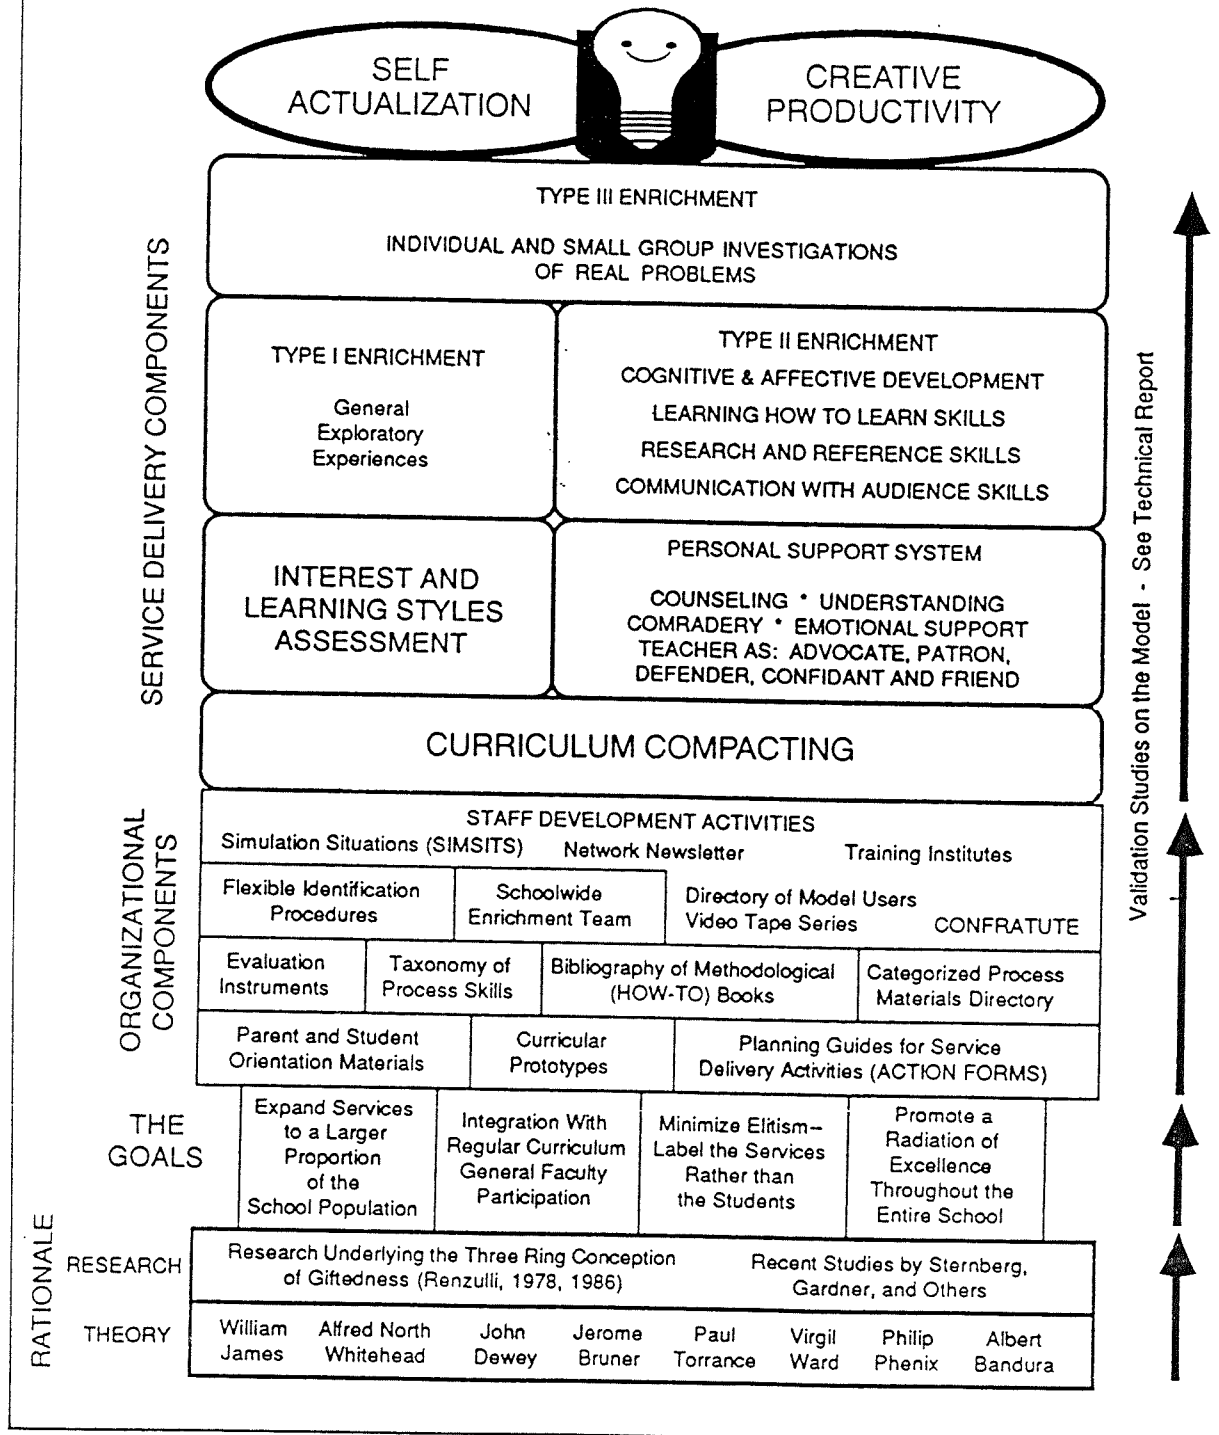 SELF
ACTUALIZATION
CREATIVE
PRODUCTIVITY
TYPE III ENRICHMENT
INDIVIDUAL AND SMALL GROUP INVESTIGATIONS
OF REAL PROBLEMS
SERVICE DELIVERY COMPONENTS
TYPE I ENRICHMENT
General
Exploratory
Experiences
TYPE II ENRICHMENT
COGNITIVE & AFFECTIVE DEVELOPMENT
LEARNING HOW TO LEARN SKILLS
RESEARCH AND REFERENCE SKILLS
COMMUNICATION WITH AUDIENCE SKILLS
INTEREST AND
LEARNING STYLES
ASSESSMENT
PERSONAL SUPPORT SYSTEM
COUNSELING * UNDERSTANDING
COMRADERY * EMOTIONAL SUPPORT
TEACHER AS: ADVOCATE, PATRON,
DEFENDER, CONFIDANT AND FRIEND
CURRICULUM COMPACTING
Validation Studies on the Model - See Technical Report
ORGANIZATIONAL
COMPONENTS
STAFF DEVELOPMENT ACTIVITIES
Simulation Situations (SIMSITS) Network Newsletter Training Institutes
Flexible Identification
Procedures
Schoolwide
Enrichment Team
Directory of Model Users
Video Tape Series CONFRATUTE
Evaluation
Instruments
Taxonomy of
Process Skills
Bibliography of Methodological
(HOW-TO) Books
Categorized Process
Materials Directory
Parent and Student
Orientation Materials
Curricular
Prototypes
Planning Guides for Service
Delivery Activities (ACTION FORMS)
THE
GOALS
Expand Services
to a Larger
Proportion
of the
School Population
Integration With
Regular Curriculum
General Faculty
Participation
Minimize Elitism–
Label the Services
Rather than
the Students
Promote a
Radiation of
Excellence
Throughout the
Entire School
RATIONALE
RESEARCH
Research Underlying the Three Ring Conception
of Giftedness (Renzulli, 1978, 1986)
Recent Studies by Sternberg,
Gardner, and Others
THEORY
William
James
Alfred North
Whitehead
John
Dewey
Jerome
Bruner
Paul
Torrance
Virgil
Ward
Philip
Phenix
Albert
Bandura